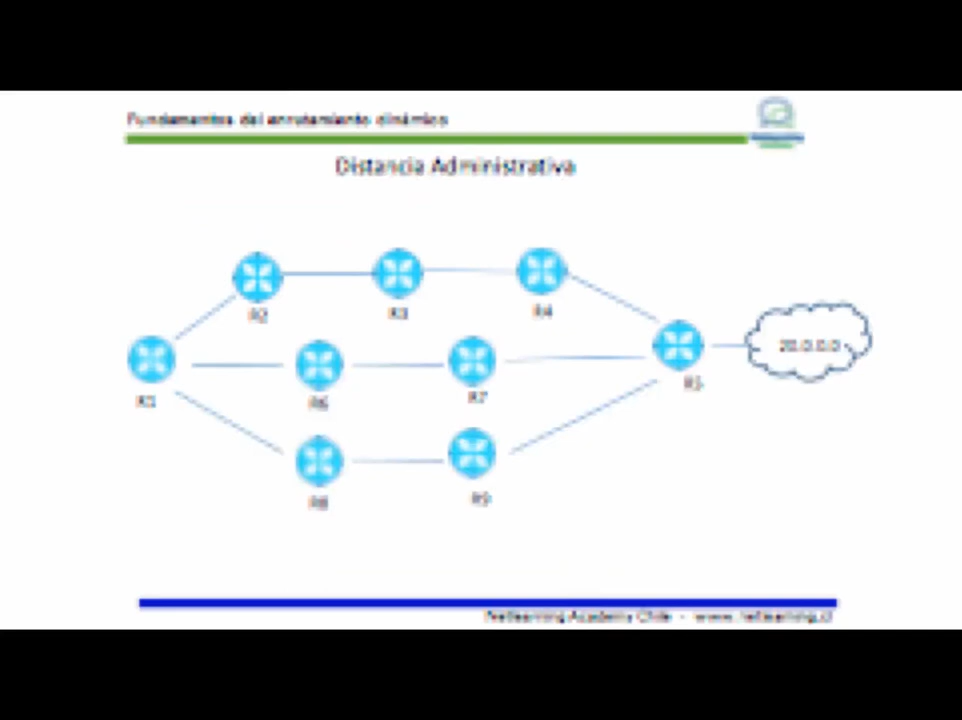 Fundamentos del enrutamiento dinámico
Distancia Administrativa
R2
R3
R4
R1
R6
R7
R5
20.0.0.0
R8
R9
Netlearning Academy Chile - www.netlearning.cl